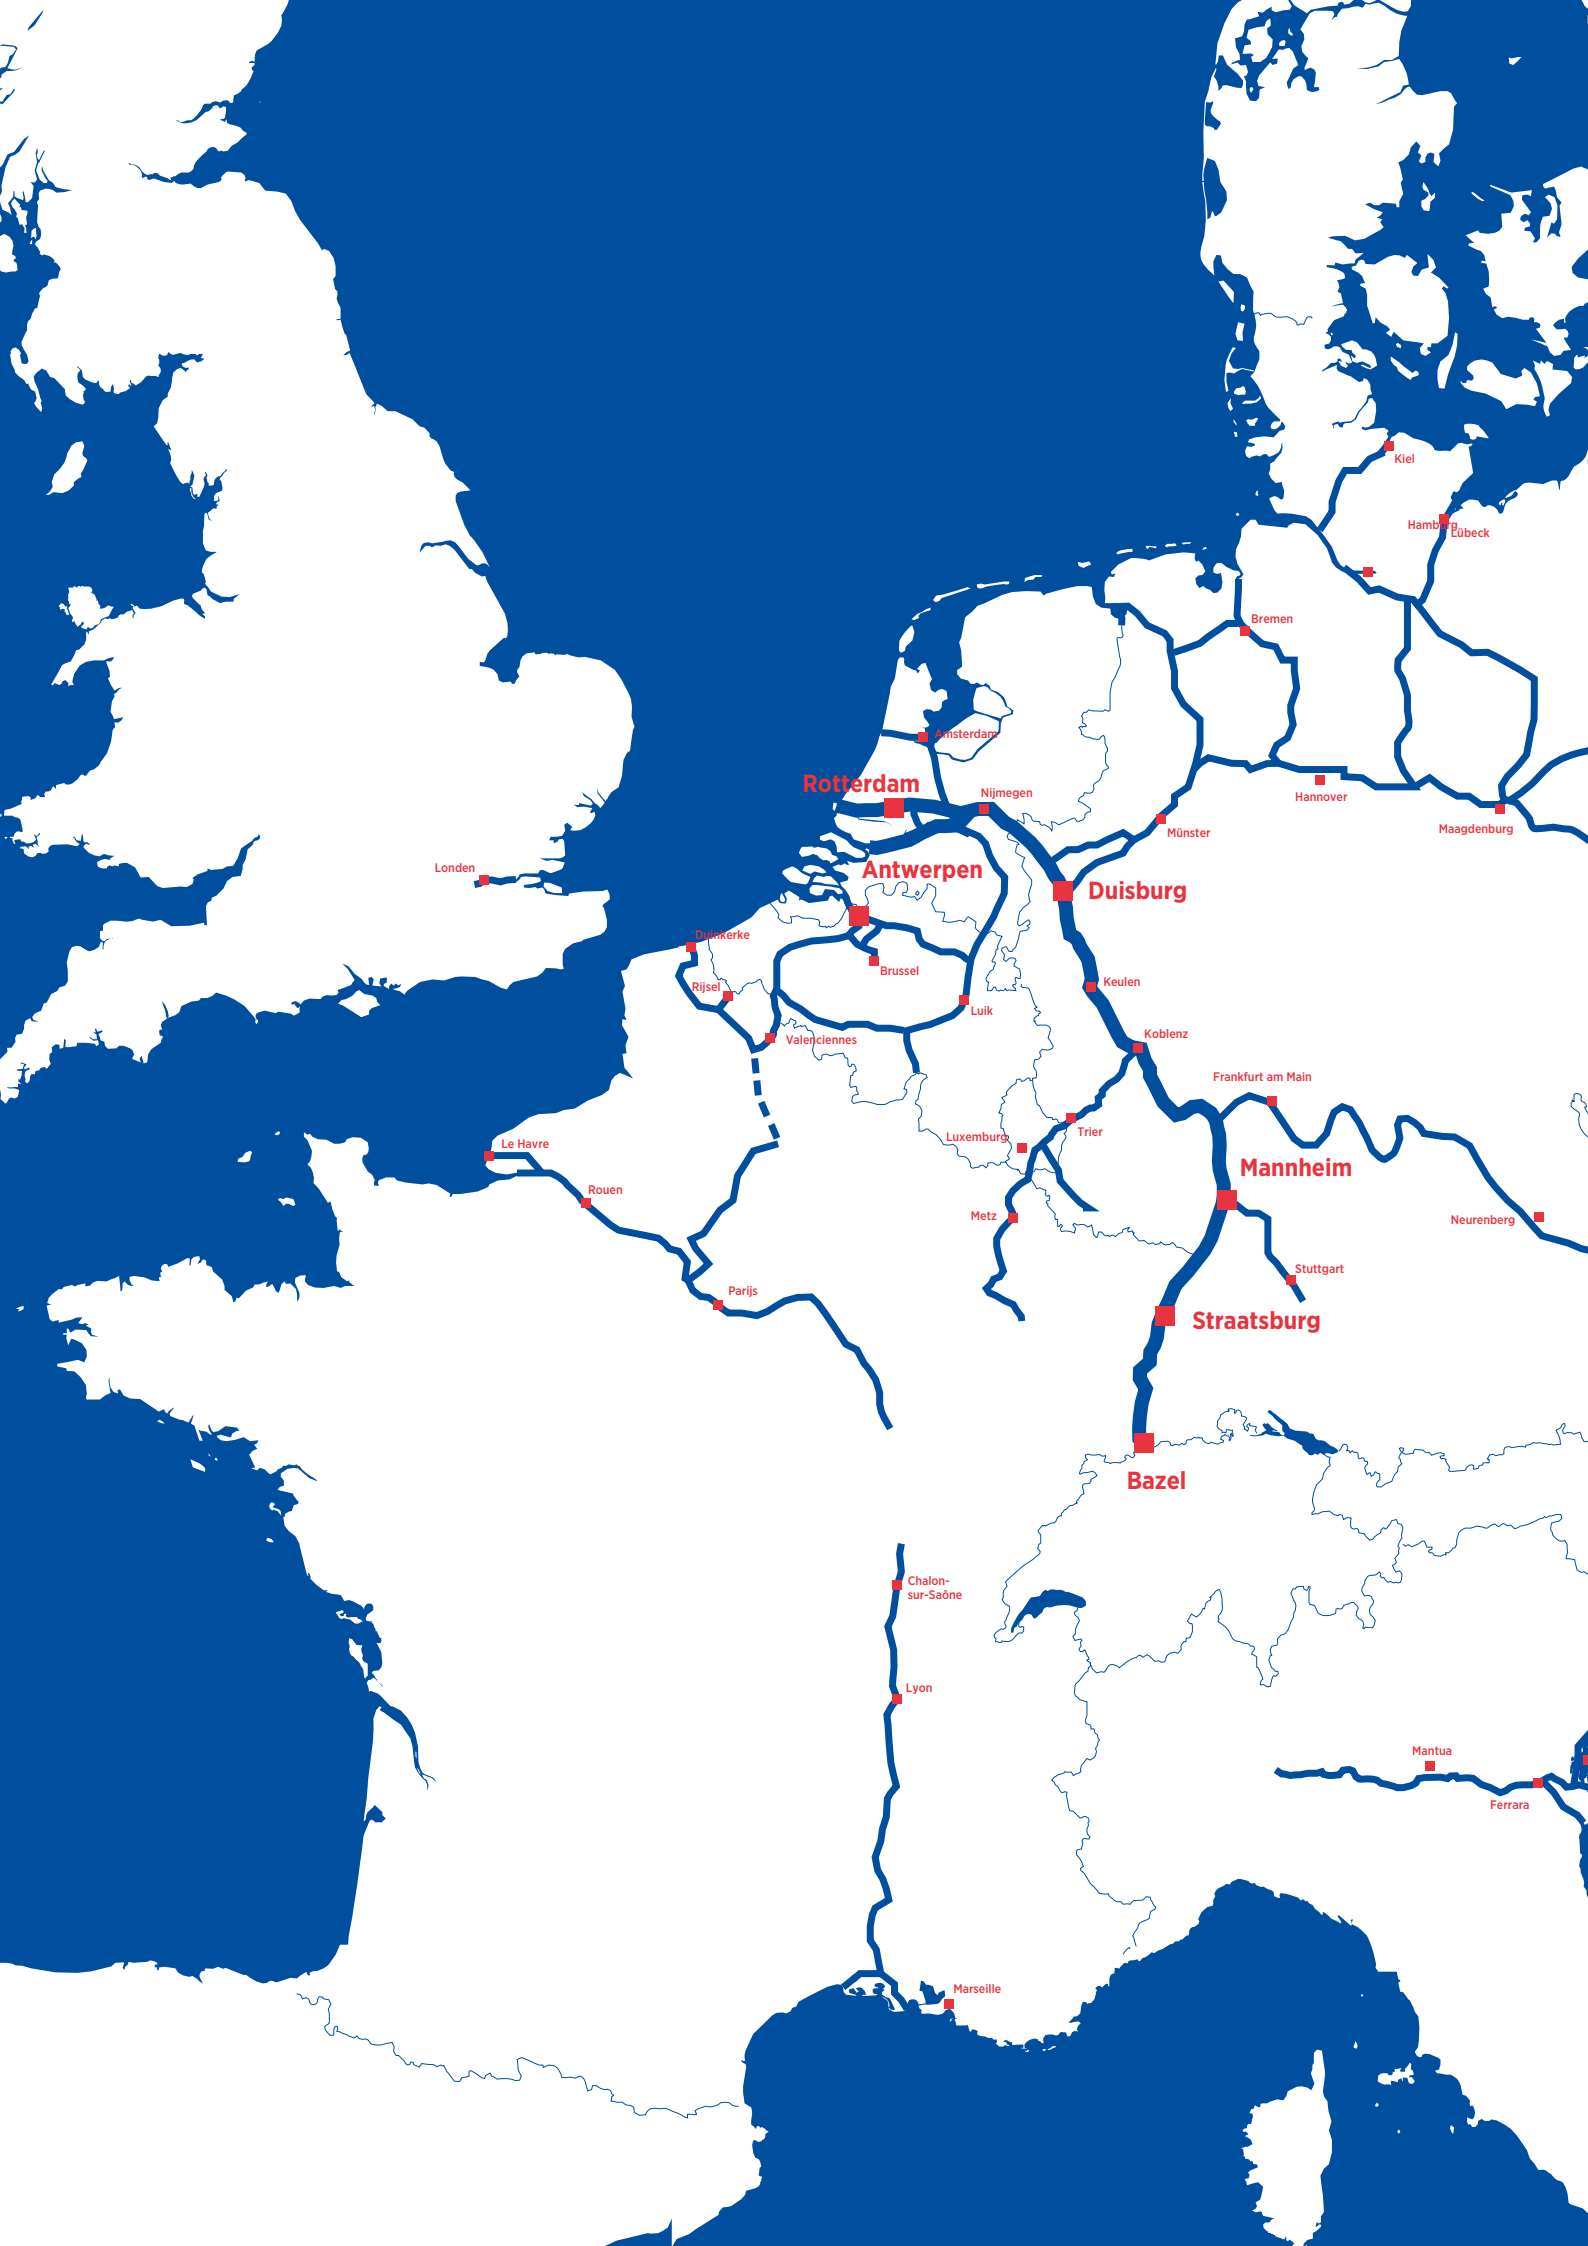 Kiel
Hamburg
Lübeck
Bremen
Amsterdam
Rotterdam
Nijmegen
Hannover
Münster
Maagdenburg
Londen
Antwerpen
Duisburg
Duinkerke
Brussel
Rijsel
Keulen
Luik
Koblenz
Valenciennes
Frankfurt am Main
Le Havre
Luxemburg
Trier
Mannheim
Rouen
Metz
Neurenberg
Stuttgart
Parijs
Straatsburg
Bazel
Chalon-
sur-Saône
Lyon
Mantua
Ferrara
Marseille